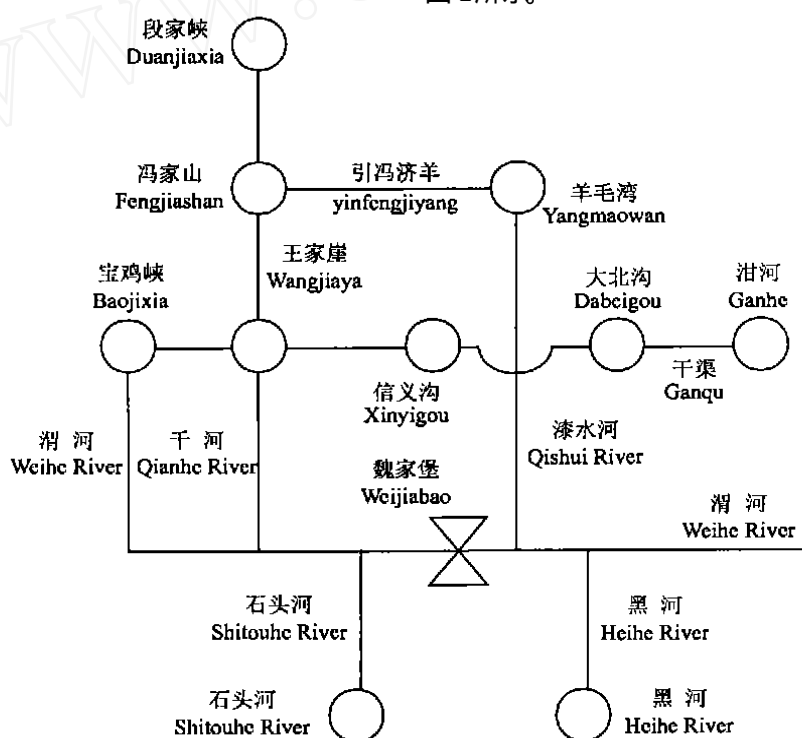 段家峡
Duanjiaxia
冯家山
Fengjiashan
引冯济羊
yinfengjiyang
羊毛湾
Yangmaowan
王家崖
Wangjiaya
宝鸡峡
Baojixia
大北沟
Dabeigou
泔河
Ganhe
信义沟
Xinyigou
干渠
Ganqu
渭 河
Weihe River
千 河
Qianhe River
魏家堡
Weijiabao
漆水河
Qishui River
渭 河
Weihe River
石头河
Shitouhe River
黑 河
Heihe River
石头河
Shitouhe River
黑 河
Heihe River